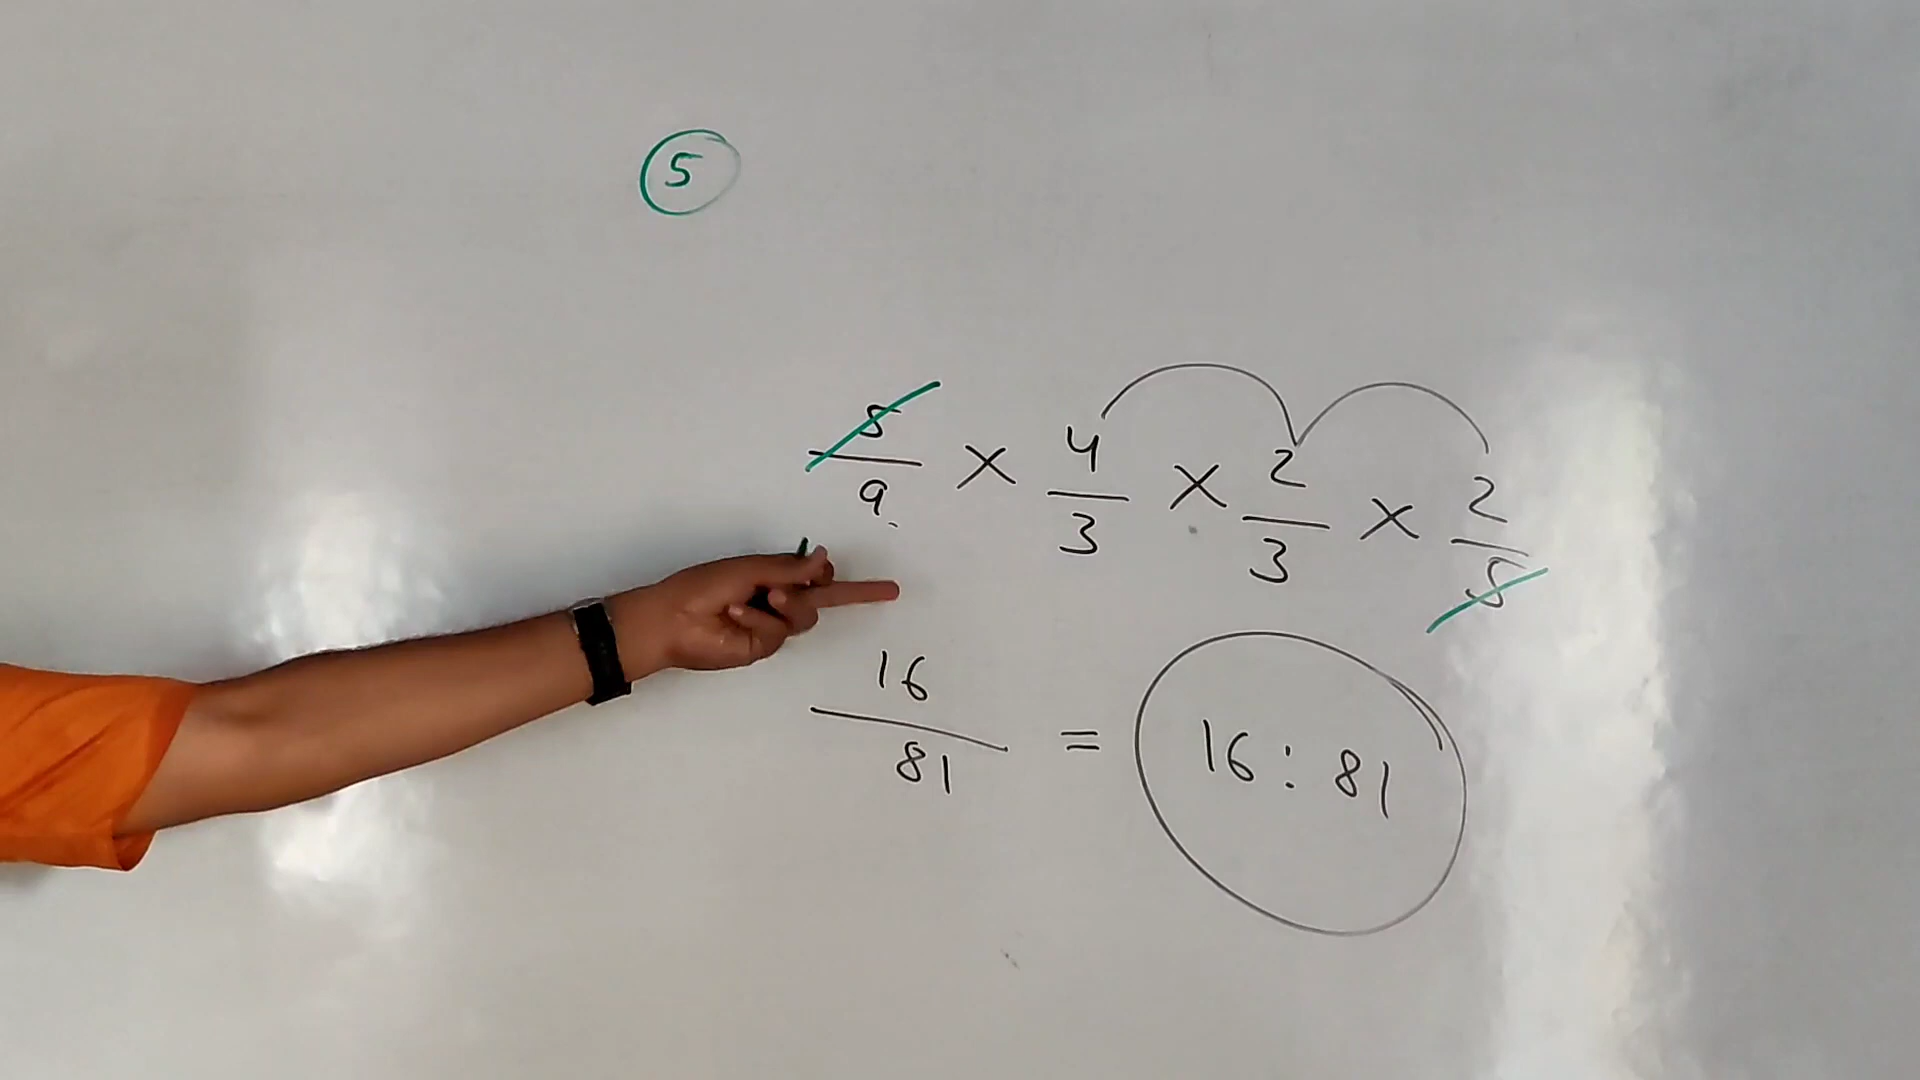 5
5/9 × 4/3 × 2/3 × 2/5
16/81 = 16 : 81